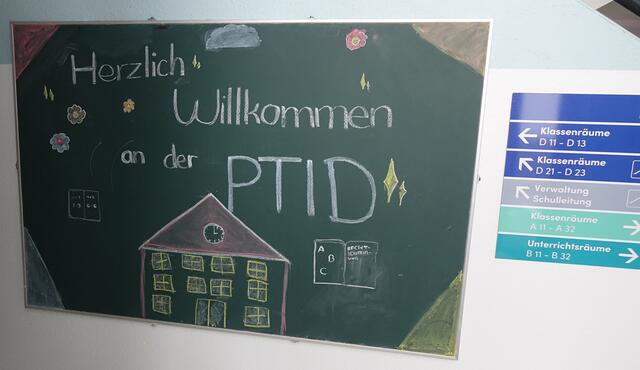 Herzlich
Willkommen
an der
PTID
A
B
C
Klassenräume
D 11 - D 13
Klassenräume
D 21 - D 23
Verwaltung
Schulleitung
Klassenräume
A 11 - A 32
Unterrichtsräume
B 11 - B 32